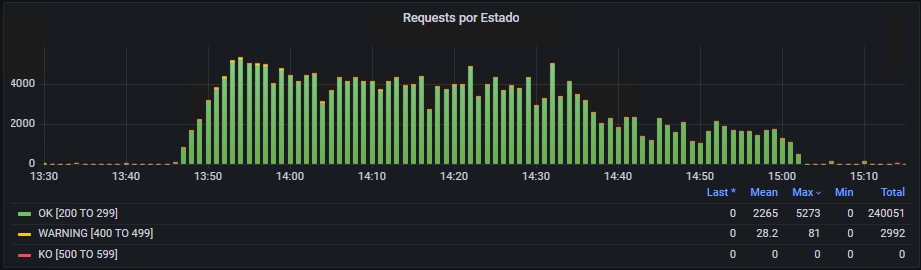 Requests por Estado
4000
2000
0
13:30 13:40 13:50 14:00 14:10 14:20 14:30 14:40 14:50 15:00 15:10
Last * Mean Max Min Total
OK [200 TO 299] 0 2265 5273 0 240051
WARNING [400 TO 499] 0 28.2 81 0 2992
KO [500 TO 599] 0 0 0 0 0